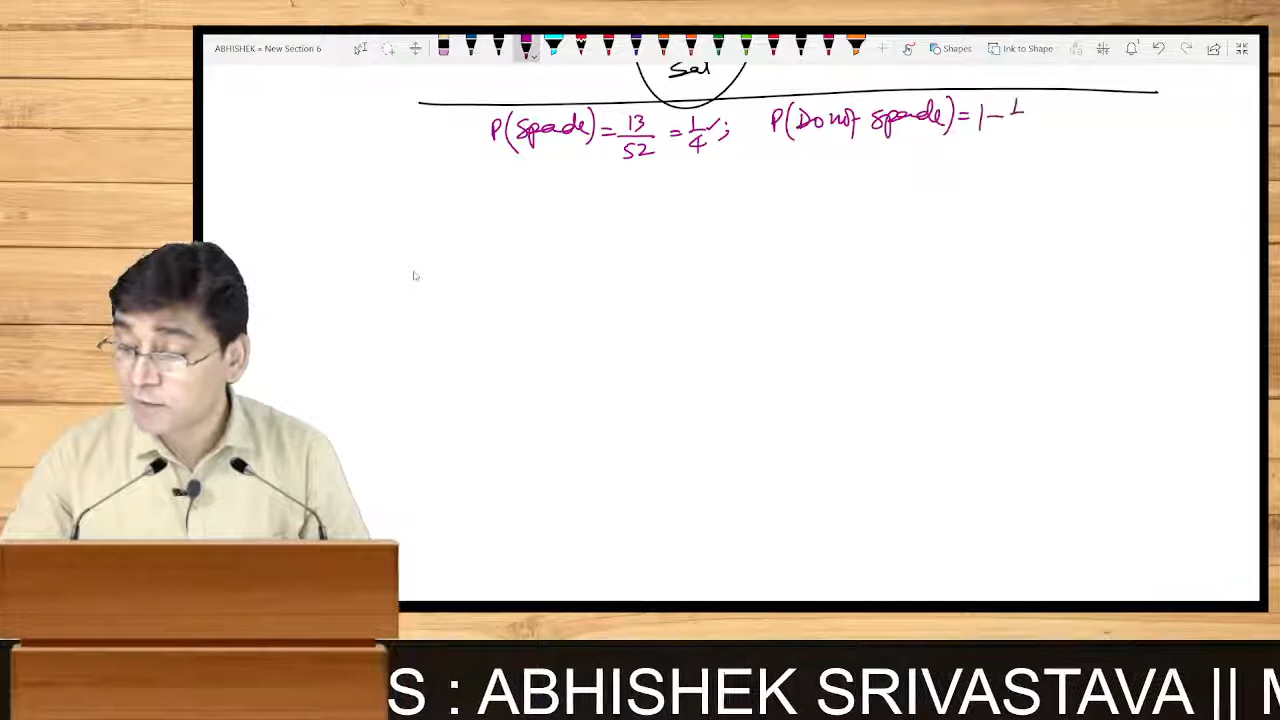 ABHISHEK » New Section 6
Shapes
Ink to Shape
Sal
P(Spade) = 13/52 = 1/4 ✓; P(Do not spade) = 1 - 1
S : ABHISHEK SRIVASTAVA || M